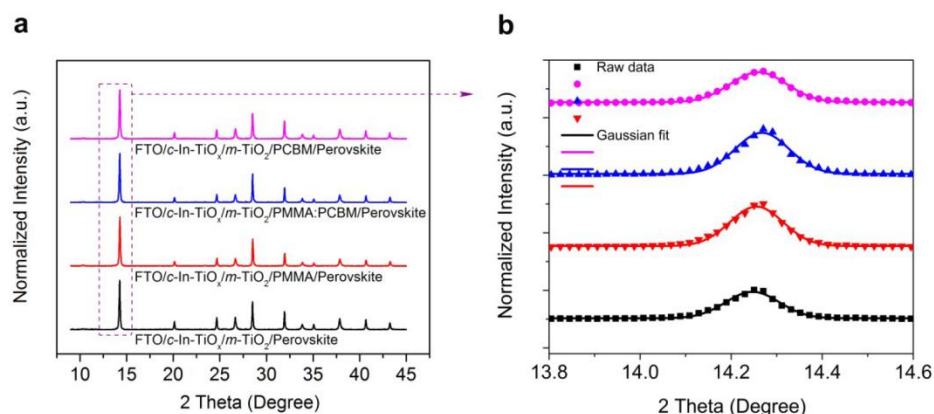 a
Normalized Intensity (a.u.)
FTO/c-In-TiOₓ/m-TiO₂/PCBM/Perovskite
FTO/c-In-TiOₓ/m-TiO₂/PMMA:PCBM/Perovskite
FTO/c-In-TiOₓ/m-TiO₂/PMMA/Perovskite
FTO/c-In-TiOₓ/m-TiO₂/Perovskite
10 15 20 25 30 35 40 45
2 Theta (Degree)
b
Normalized Intensity (a.u.)
Raw data
Gaussian fit
13.8 14.0 14.2 14.4 14.6
2 Theta (Degree)